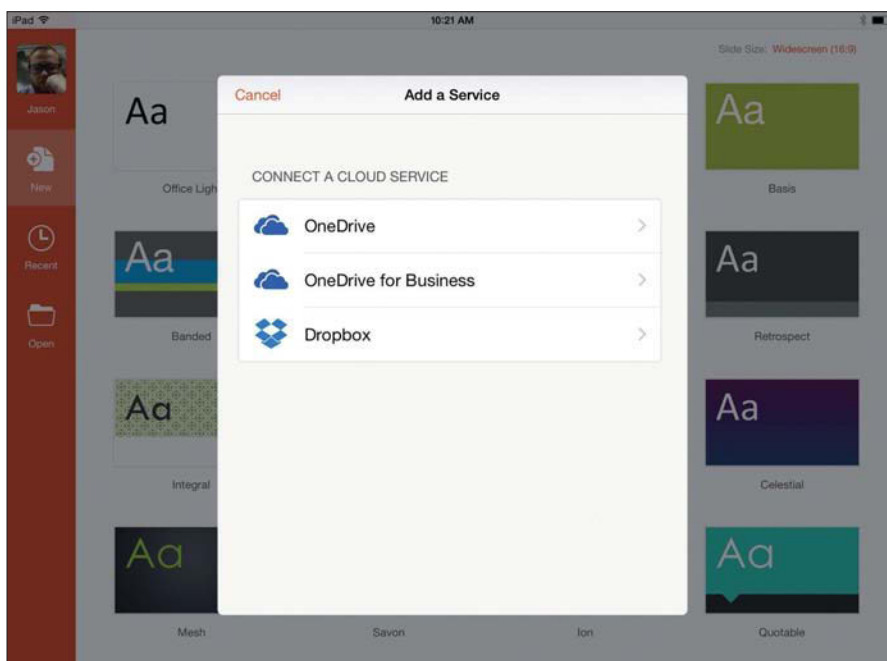 iPad 10:21 AM
Slide Size: Widescreen (16:9)
Jason
New
Recent
Open
Cancel Add a Service
CONNECT A CLOUD SERVICE
OneDrive
OneDrive for Business
Dropbox
Aa Aa
Office Ligh Basis
Aa Aa
Banded Retrospect
Aa Aa
Integral Celestial
Aa Aa
Mesh Savon Ion Quotable